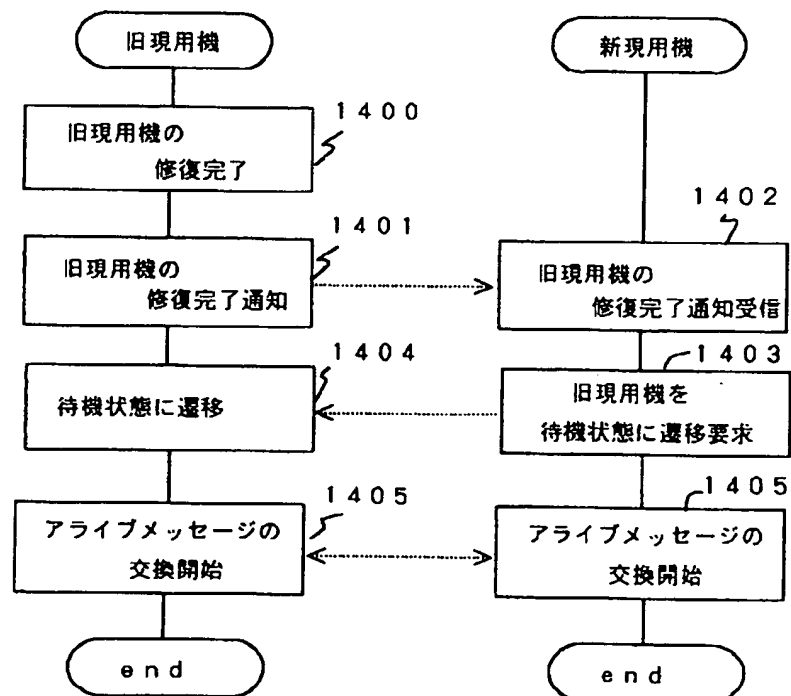 旧現用機
新現用機
1400
旧現用機の
修復完了
1401
旧現用機の
修復完了通知
1402
旧現用機の
修復完了通知受信
1404
待機状態に遷移
1403
旧現用機を
待機状態に遷移要求
1405
アライブメッセージの
交換開始
1405
アライブメッセージの
交換開始
end
end